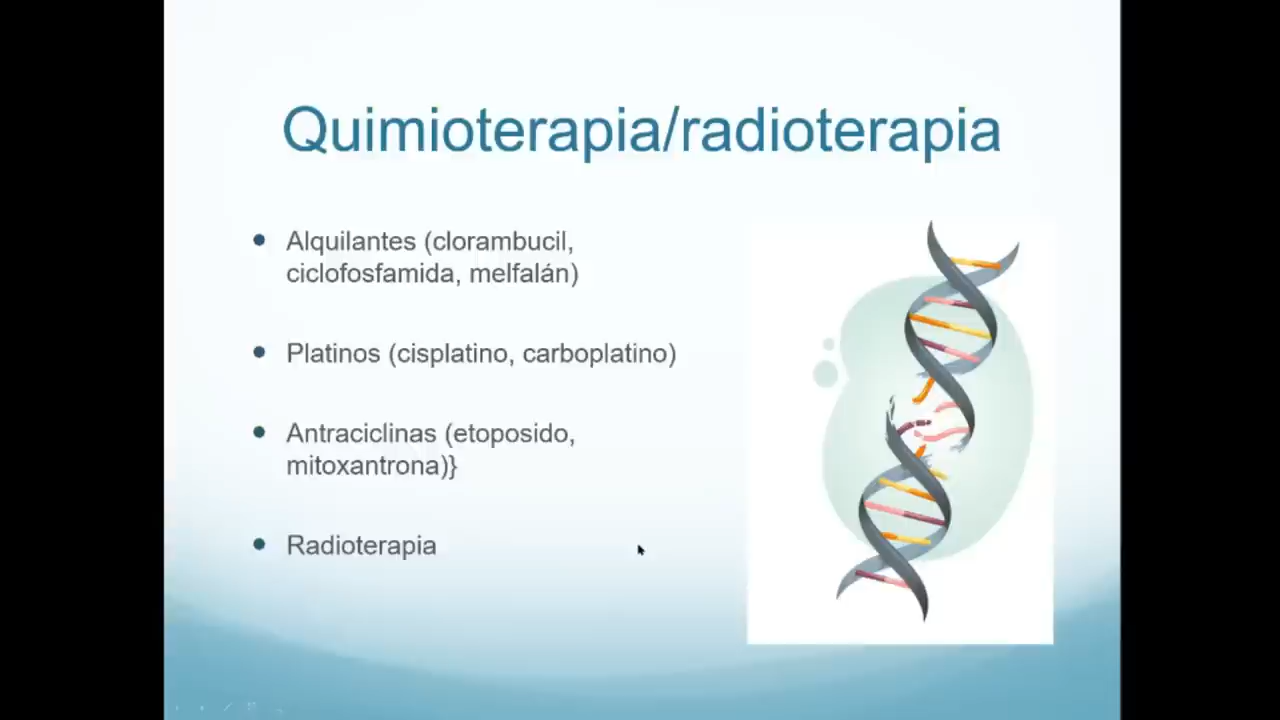 Quimioterapia/radioterapia
Alquilantes (clorambucil,
ciclofosfamida, melfalán)
Platinos (cisplatino, carboplatino)
Antraciclinas (etoposido,
mitoxantrona)}
Radioterapia